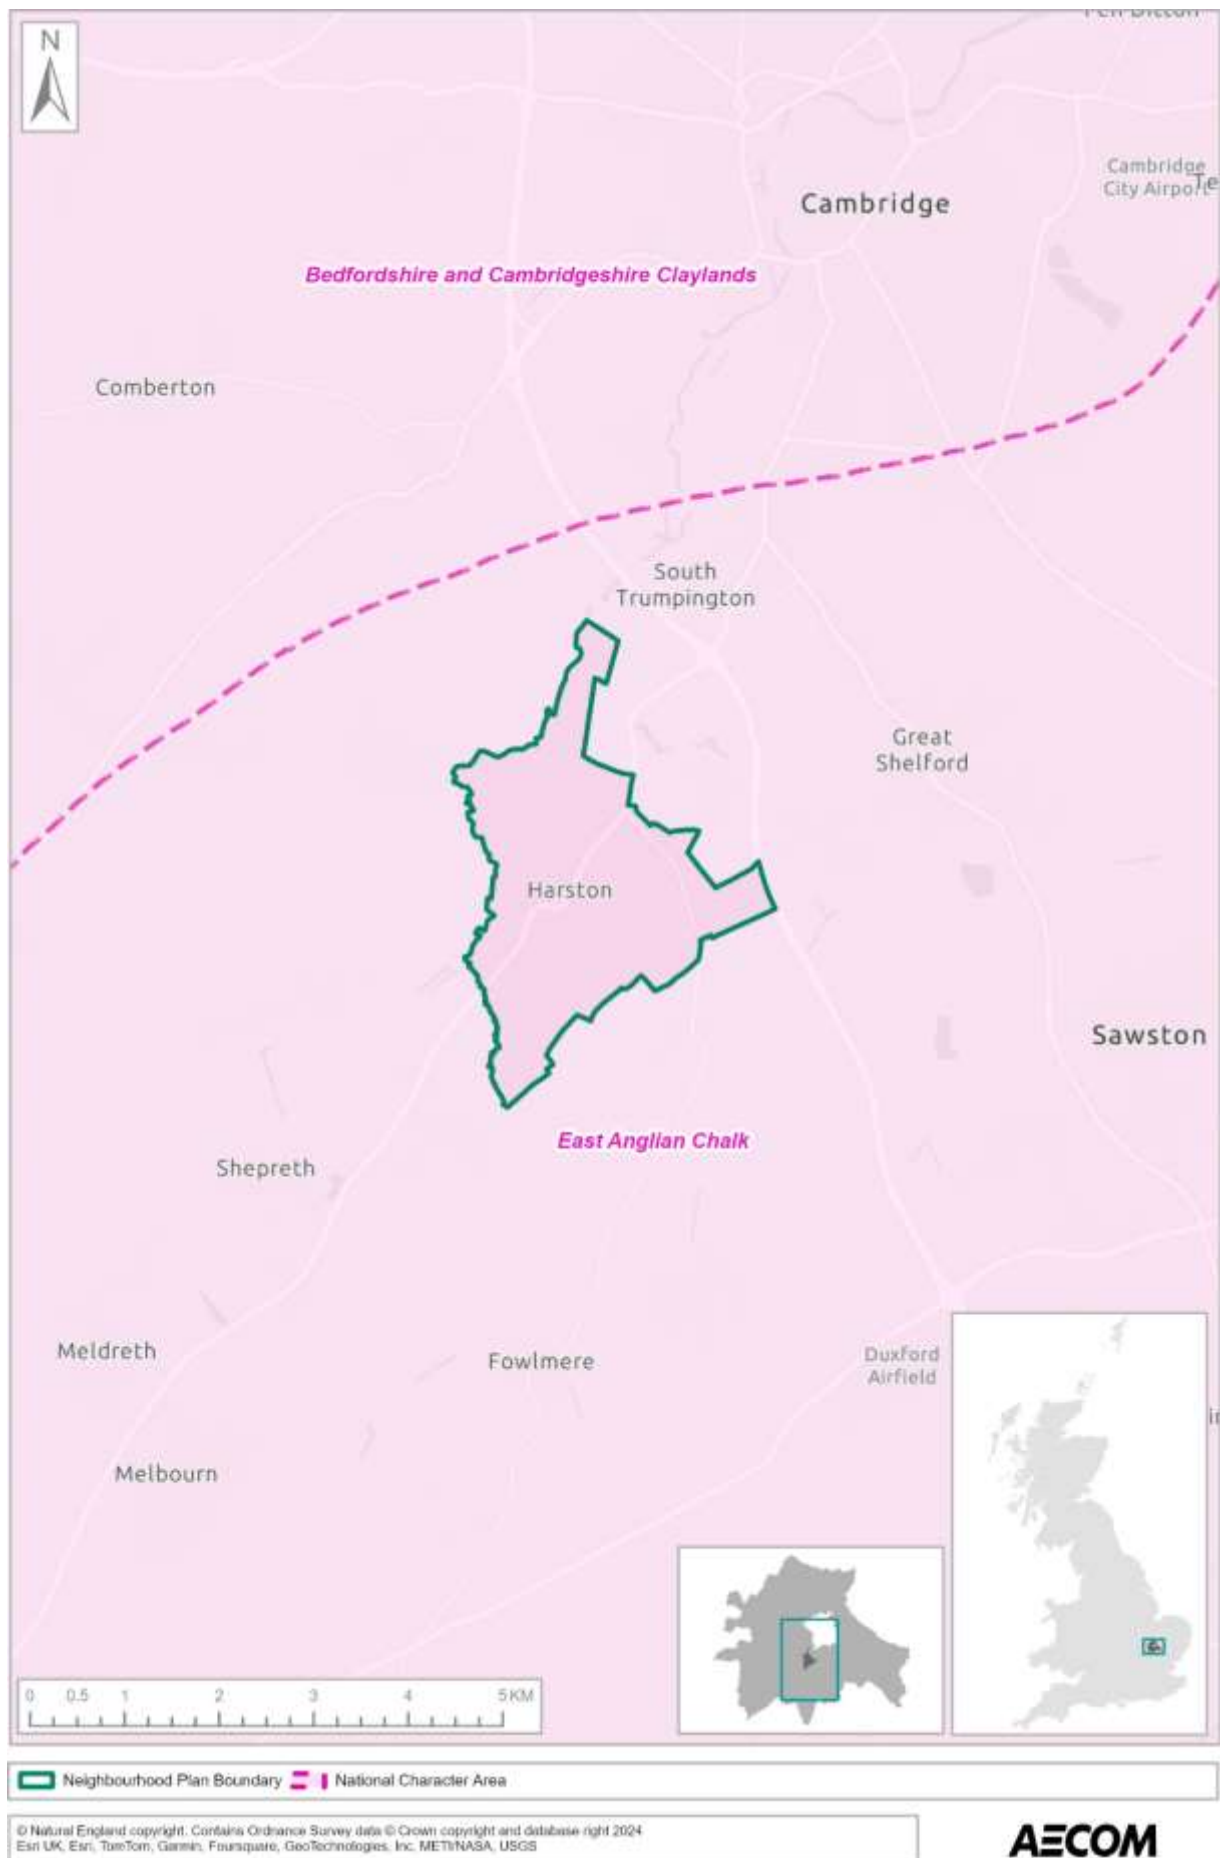 N
Cambridge
City Airport
Te
Cambridge
Bedfordshire and Cambridgeshire Claylands
Comberton
South
Trumpington
Great
Shelford
Harston
Sawston
East Anglian Chalk
Shepreth
Meldreth
Fowlmere
Duxford
Airfield
Melbourn
0 0.5 1 2 3 4 5 KM
Neighbourhood Plan Boundary
National Character Area
© Natural England copyright. Contains Ordnance Survey data © Crown copyright and database right 2024
Esri UK, Esri, TomTom, Garmin, Foursquare, GeoTechnologies, Inc, METI/NASA, USGS
AECOM